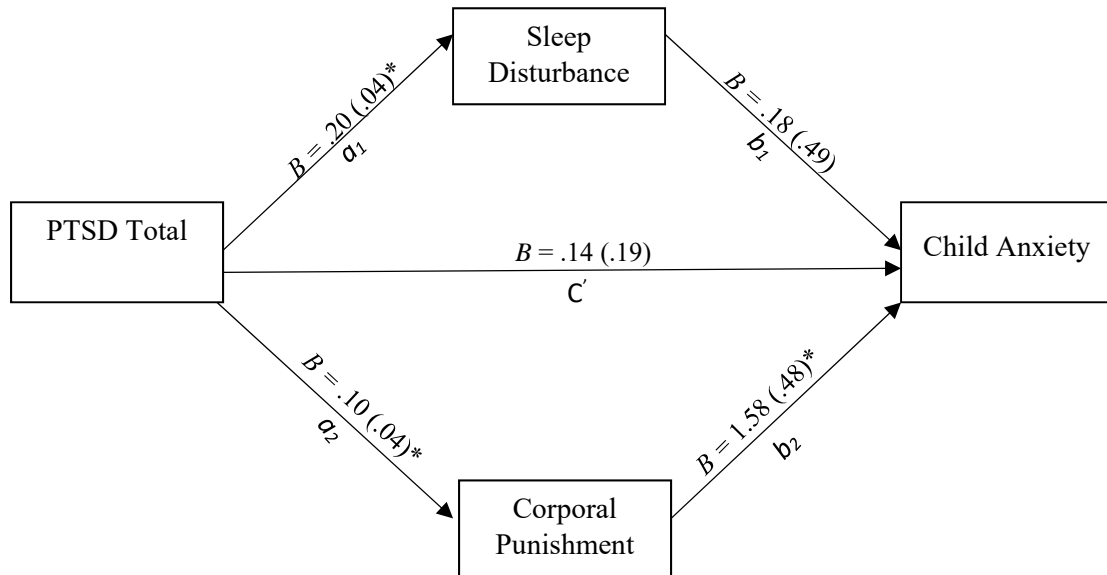 Sleep
Disturbance
B = .20 (.04)*
a₁
B = .18 (.49)
b₁
PTSD Total
B = .14 (.19)
C′
Child Anxiety
B = .10 (.04)*
a₂
B = 1.58 (.48)*
b₂
Corporal
Punishment